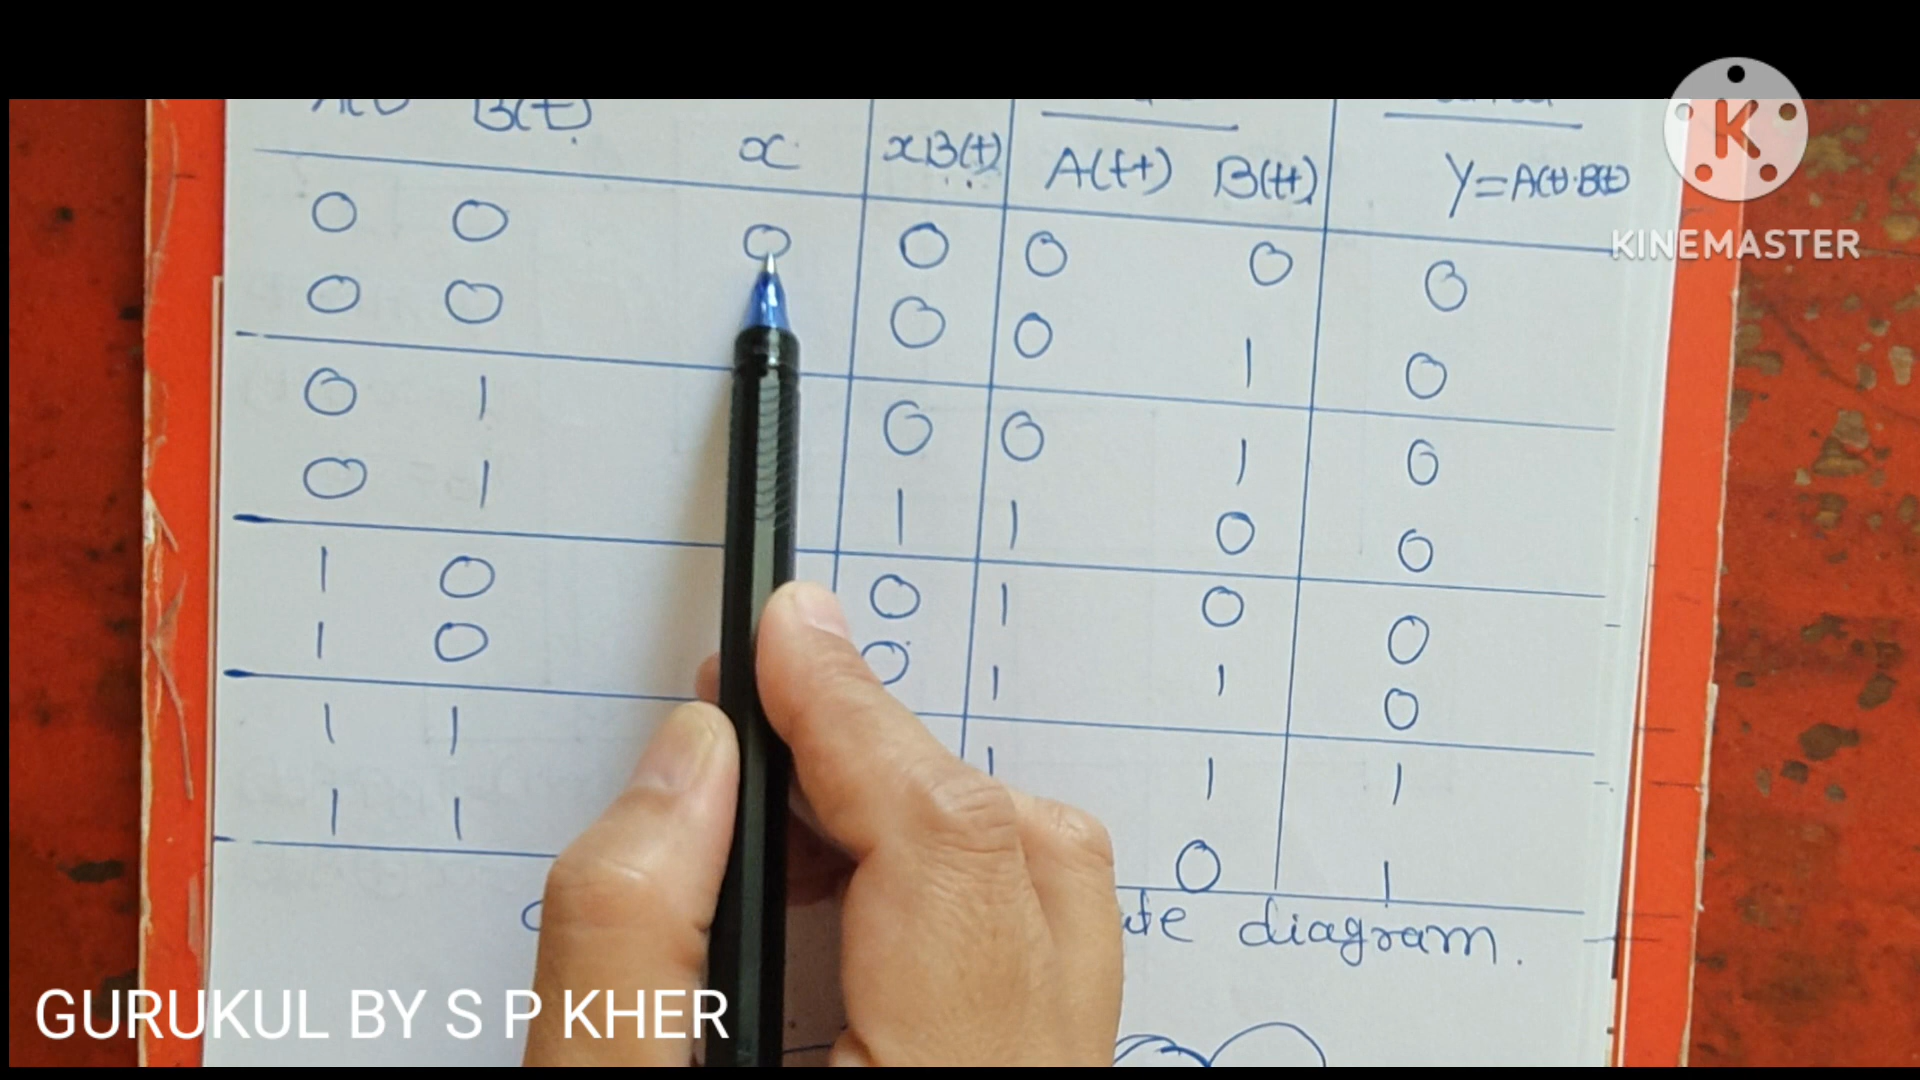 B(t)
x xB(t) A(t+) B(t+) Y=A(t)·B(t)
0 0 0 0 0 0 0
0 0 0 0 1 0
0 1 0 0 1 0
0 1 1 1 0 0
1 0 0 1 0 0
1 0 0 1 1 0
1 1 1 1 1
1 1 0 1
diagram.
K
KINEMASTER
GURUKUL BY S P KHER